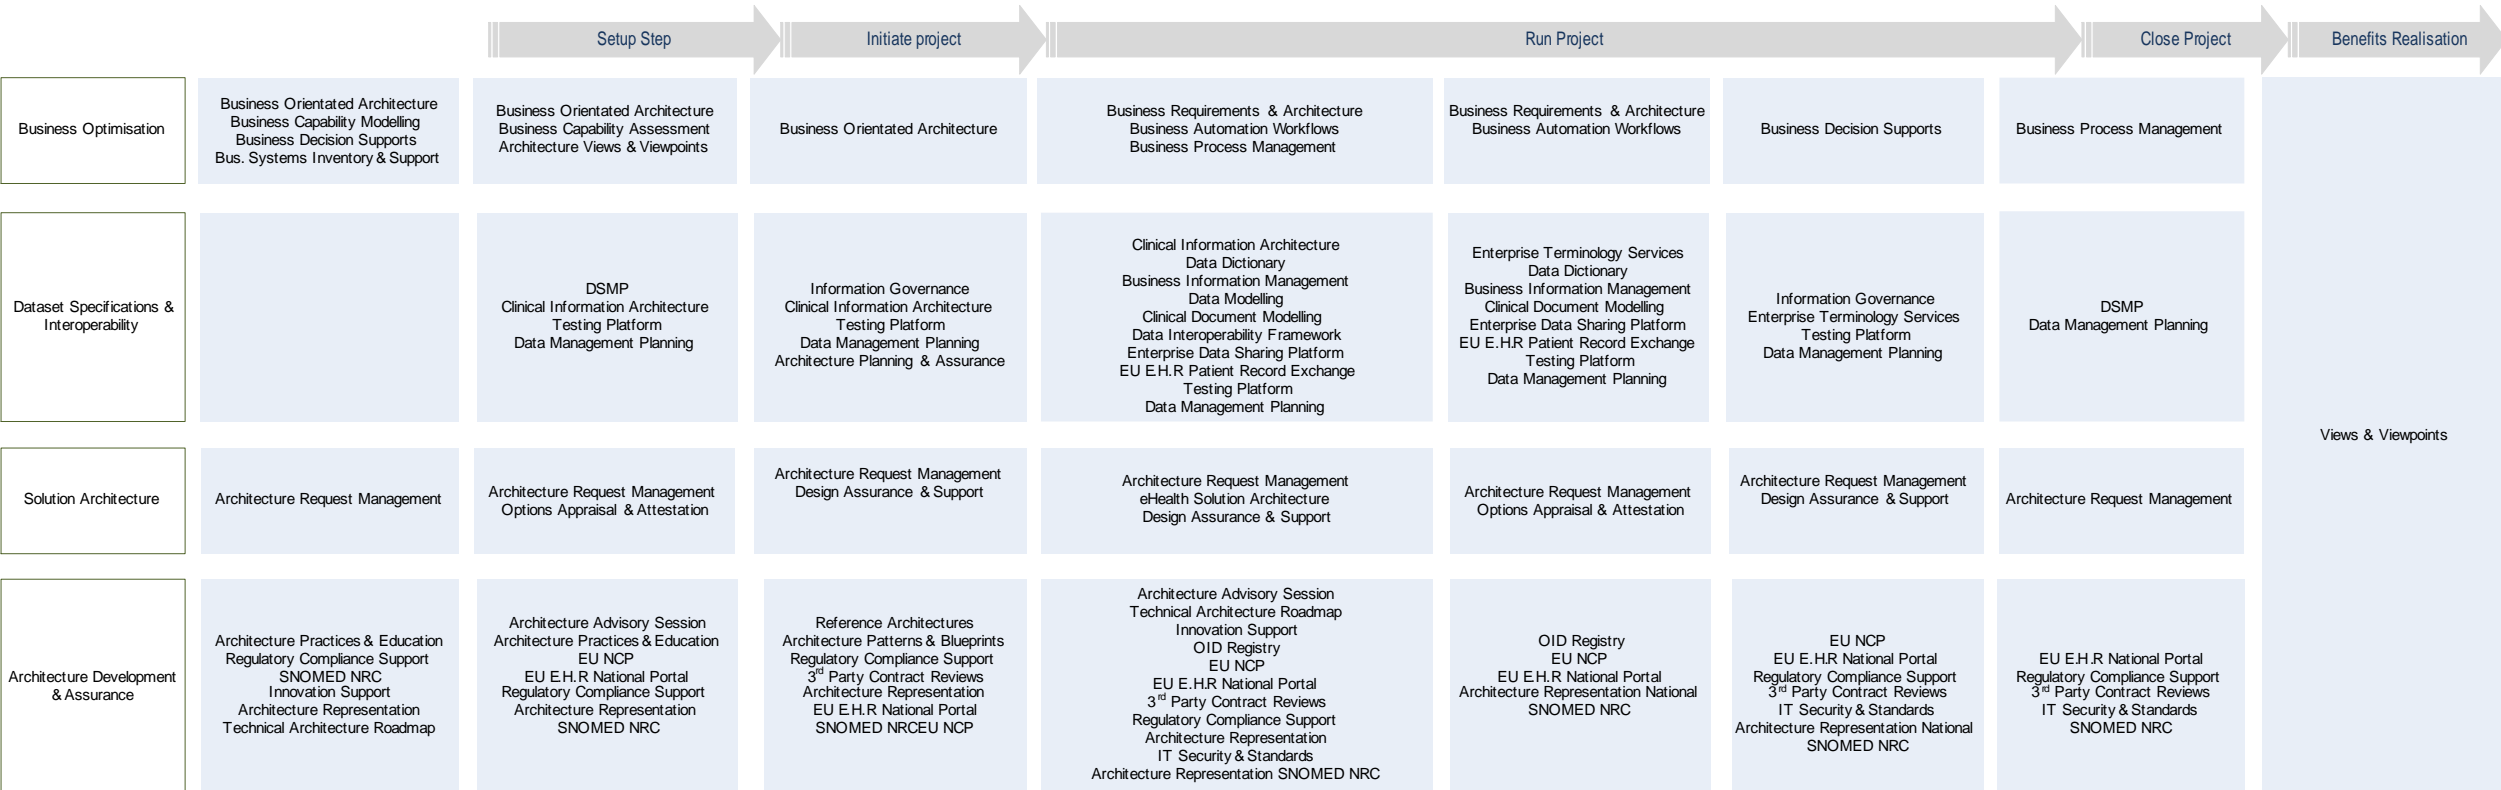 Setup Step
Initiate project
Run Project
Close Project
Benefits Realisation
Business Optimisation
Business Orientated Architecture
Business Capability Modelling
Business Decision Supports
Bus. Systems Inventory & Support
Business Orientated Architecture
Business Capability Assessment
Architecture Views & Viewpoints
Business Orientated Architecture
Business Requirements & Architecture
Business Automation Workflows
Business Process Management
Business Requirements & Architecture
Business Automation Workflows
Business Decision Supports
Business Process Management
Dataset Specifications &
Interoperability
DSMP
Clinical Information Architecture
Testing Platform
Data Management Planning
Information Governance
Clinical Information Architecture
Testing Platform
Data Management Planning
Architecture Planning & Assurance
Clinical Information Architecture
Data Dictionary
Business Information Management
Data Modelling
Clinical Document Modelling
Data Interoperability Framework
Enterprise Data Sharing Platform
EU E.H.R Patient Record Exchange
Testing Platform
Data Management Planning
Enterprise Terminology Services
Data Dictionary
Business Information Management
Clinical Document Modelling
Enterprise Data Sharing Platform
EU E.H.R Patient Record Exchange
Testing Platform
Data Management Planning
Information Governance
Enterprise Terminology Services
Testing Platform
Data Management Planning
DSMP
Data Management Planning
Views & Viewpoints
Solution Architecture
Architecture Request Management
Architecture Request Management
Options Appraisal & Attestation
Architecture Request Management
Design Assurance & Support
Architecture Request Management
eHealth Solution Architecture
Design Assurance & Support
Architecture Request Management
Options Appraisal & Attestation
Architecture Request Management
Design Assurance & Support
Architecture Request Management
Architecture Development
& Assurance
Architecture Practices & Education
Regulatory Compliance Support
SNOMED NRC
Innovation Support
Architecture Representation
Technical Architecture Roadmap
Architecture Advisory Session
Architecture Practices & Education
EU NCP
EU E.H.R National Portal
Regulatory Compliance Support
Architecture Representation
SNOMED NRC
Reference Architectures
Architecture Patterns & Blueprints
Regulatory Compliance Support
3rd Party Contract Reviews
Architecture Representation
EU E.H.R National Portal
SNOMED NRCEU NCP
Architecture Advisory Session
Technical Architecture Roadmap
Innovation Support
OID Registry
EU NCP
EU E.H.R National Portal
3rd Party Contract Reviews
Regulatory Compliance Support
Architecture Representation
IT Security & Standards
Architecture Representation SNOMED NRC
OID Registry
EU NCP
EU E.H.R National Portal
Architecture Representation National
SNOMED NRC
EU NCP
EU E.H.R National Portal
Regulatory Compliance Support
3rd Party Contract Reviews
IT Security & Standards
Architecture Representation National
SNOMED NRC
EU E.H.R National Portal
Regulatory Compliance Support
3rd Party Contract Reviews
IT Security & Standards
SNOMED NRC